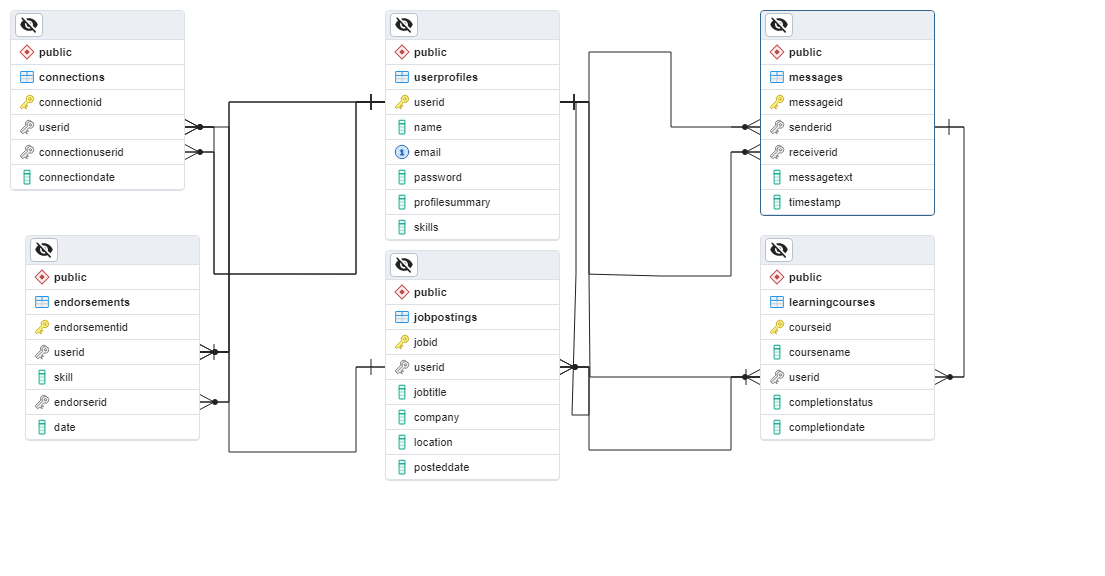 public
connections
connectionid
userid
connectionuserid
connectiondate
public
userprofiles
userid
name
1 email
password
profilesummary
skills
public
messages
messageid
senderid
receiverid
messagetext
timestamp
public
endorsements
endorsementid
userid
skill
endorserid
date
public
jobpostings
jobid
userid
jobtitle
company
location
posteddate
public
learningcourses
courseid
coursename
userid
completionstatus
completiondate